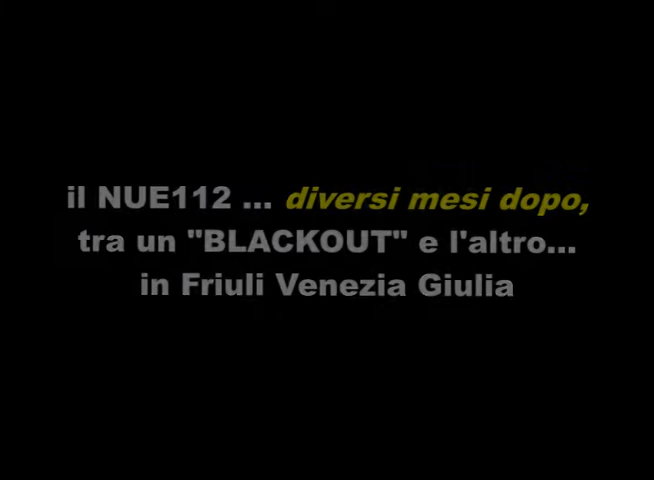 il NUE112 ... diversi mesi dopo,
tra un "BLACKOUT" e l'altro...
in Friuli Venezia Giulia